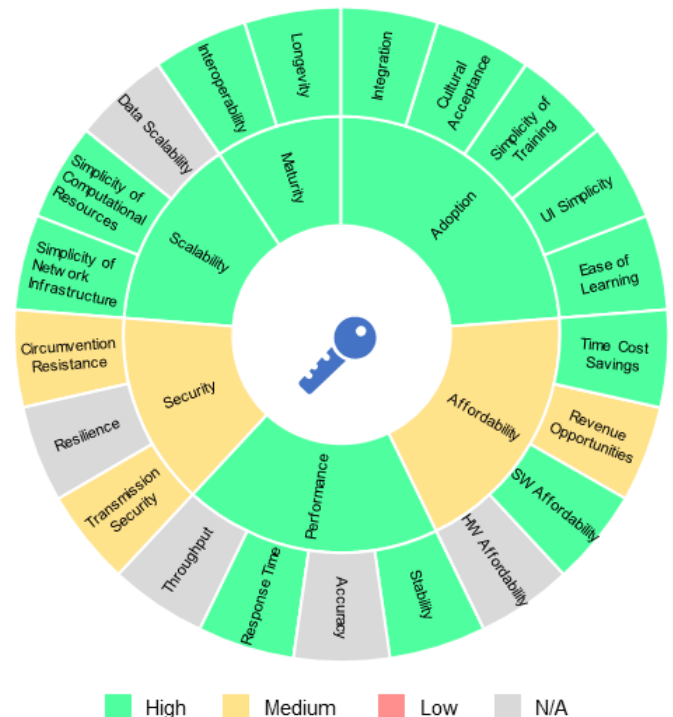 Integration
Cultural
Acceptance
Simplicity of
Training
UI Simplicity
Ease of
Learning
Time Cost
Savings
Revenue
Opportunities
SW Affordability
HW Affordability
Stability
Accuracy
Response Time
Throughput
Transmission
Security
Resilience
Circumvention
Resistance
Simplicity of
Network
Infrastructure
Simplicity of
Computational
Resources
Data Scalability
Interoperability
Longevity
Adoption
Affordability
Performance
Security
Scalability
Maturity
High
Medium
Low
N/A